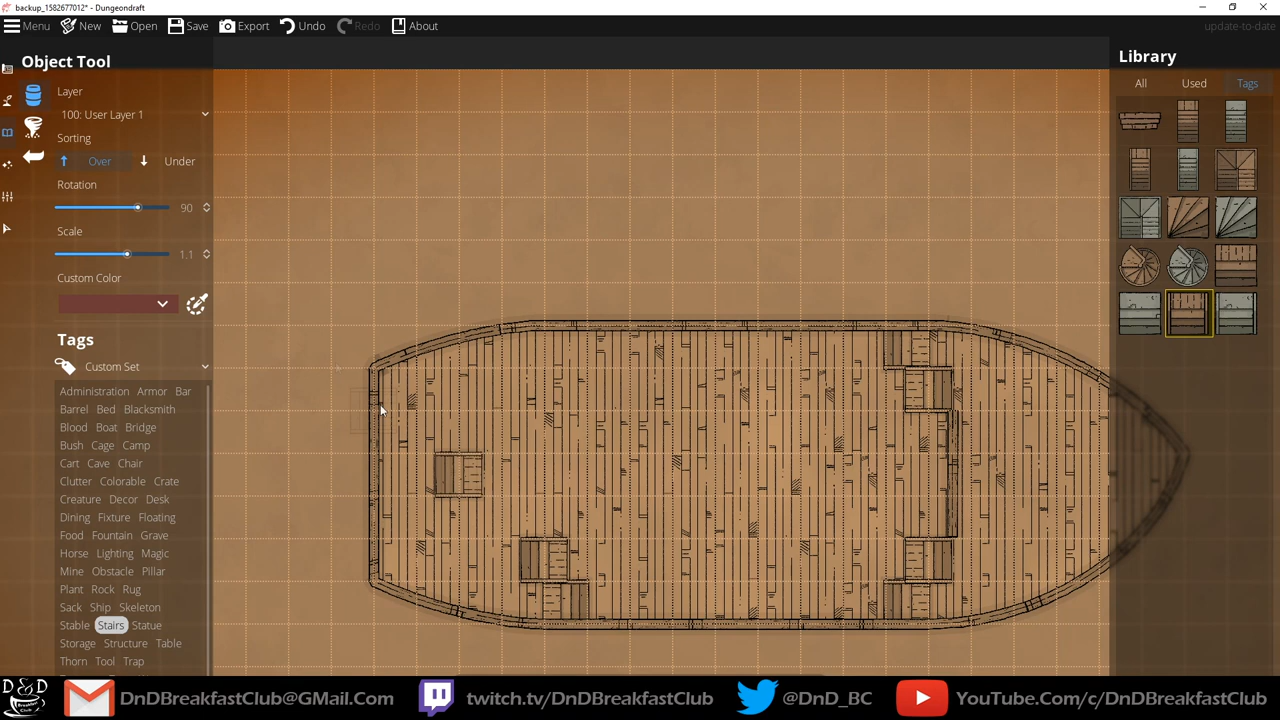 backup_1582677012* - Dungeondraft
Menu New Open Save Export Undo Redo About update-to-date
Object Tool
Layer
100: User Layer 1
Sorting
Over Under
Rotation
90
Scale
1.1
Custom Color
Tags
Custom Set
Administration Armor Bar
Barrel Bed Blacksmith
Blood Boat Bridge
Bush Cage Camp
Cart Cave Chair
Clutter Colorable Crate
Creature Decor Desk
Dining Fixture Floating
Food Fountain Grave
Horse Lighting Magic
Mine Obstacle Pillar
Plant Rock Rug
Sack Ship Skeleton
Stable Stairs Statue
Storage Structure Table
Thorn Tool Trap
Library
All Used Tags
D&D
Breakfast
Club
DnDBreakfastClub@GMail.Com twitch.tv/DnDBreakfastClub @DnD_BC YouTube.Com/c/DnDBreakfastClub